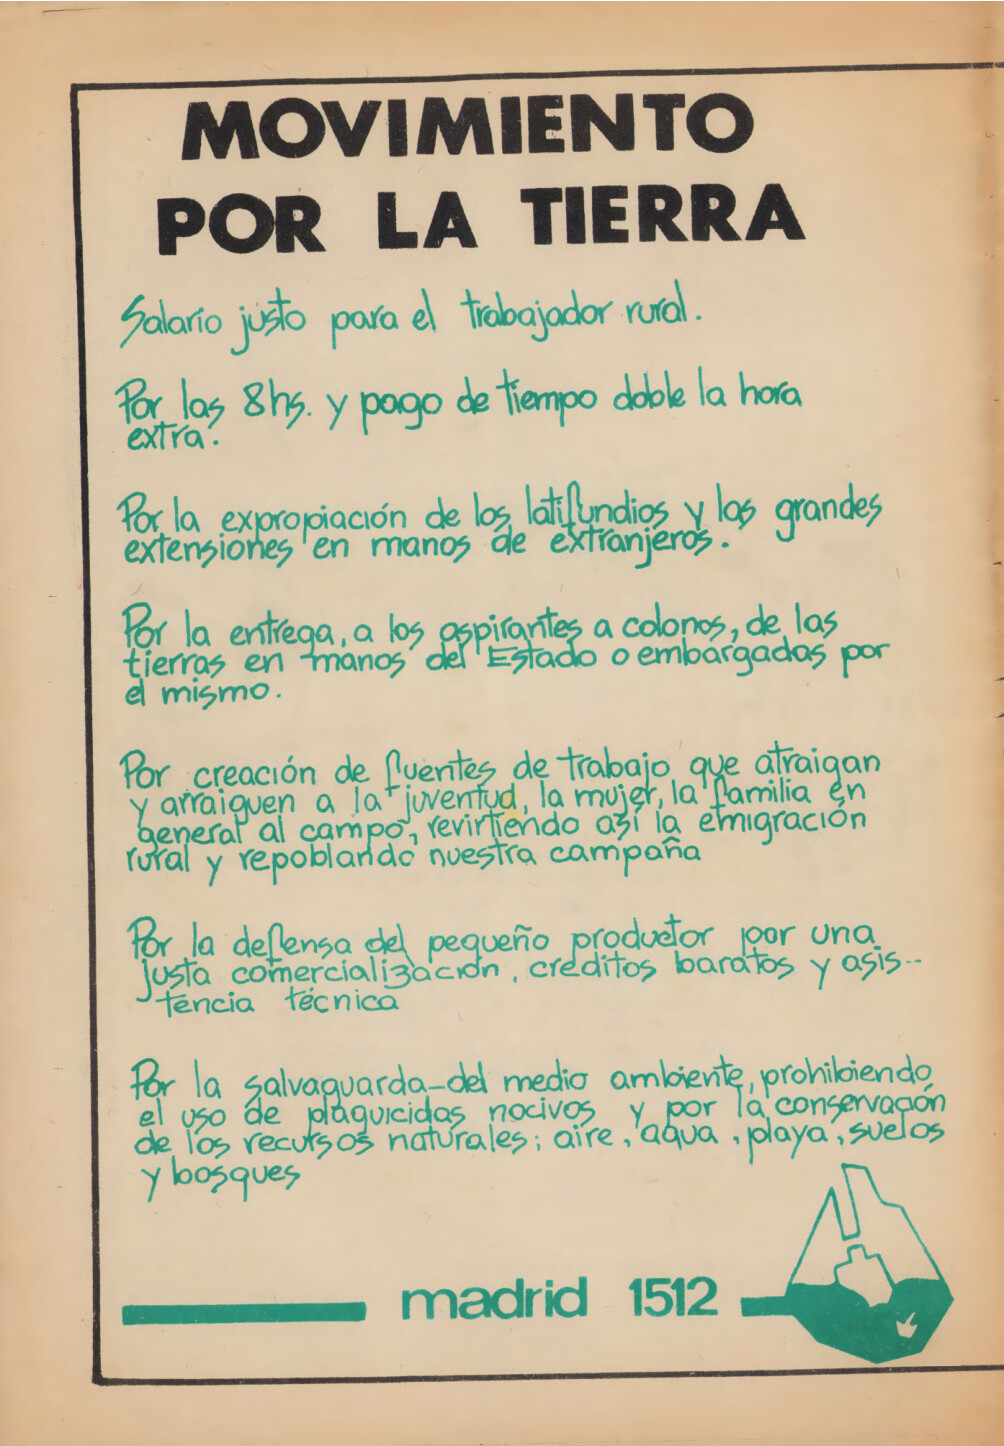 MOVIMIENTO
POR LA TIERRA
Salario justo para el trabajador rural.
Por las 8 hs. y pago de tiempo doble la hora
extra.
Por la expropiación de los latifundios y las grandes
extensiones en manos de extranjeros.
Por la entrega, a los aspirantes a colonos, de las
tierras en manos del Estado o embargadas por
el mismo.
Por creación de fuentes de trabajo que atraigan
y arraiguen a la juventud, la mujer, la familia en
general al campo, revirtiendo así la emigración
rural y repoblando nuestra campaña
Por la defensa del pequeño productor por una
justa comercialización, creditos baratos y asis--
tencia técnica
Por la salvaguarda-del medio ambiente, prohibiendo
el uso de plaguicidas nocivos y por la conservación
de los recursos naturales; aire, agua, playa, suelos
y bosques
madrid 1512